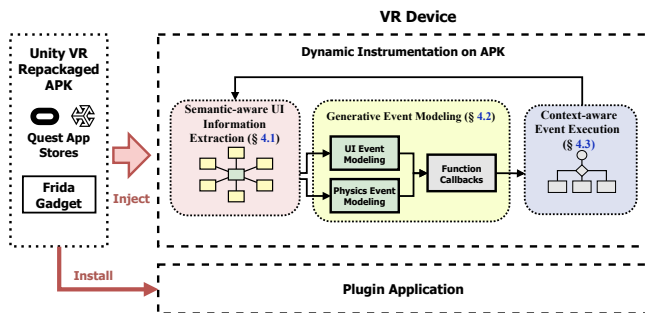 VR Device
Unity VR
Repackaged
APK
Quest App
Stores
Frida
Gadget
Inject
Install
Dynamic Instrumentation on APK
Semantic-aware UI
Information
Extraction (§ 4.1)
Generative Event Modeling (§ 4.2)
UI Event
Modeling
Physics Event
Modeling
Function
Callbacks
Context-aware
Event Execution
(§ 4.3)
Plugin Application